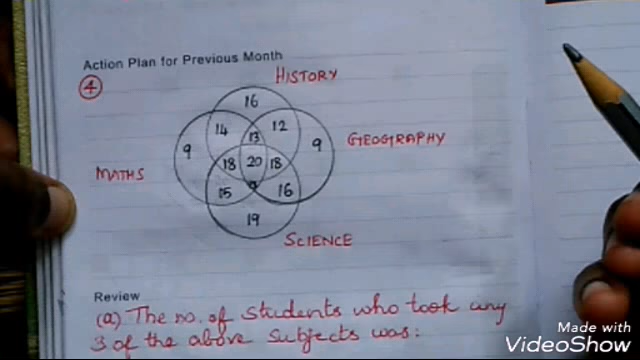 Action Plan for Previous Month
4
HISTORY
16
14
13
12
9
9
GEOGRAPHY
MATHS
18
20
18
15
16
19
SCIENCE
Review
(a) The no. of students who took any
3 of the above subjects was:
Made with
VideoShow